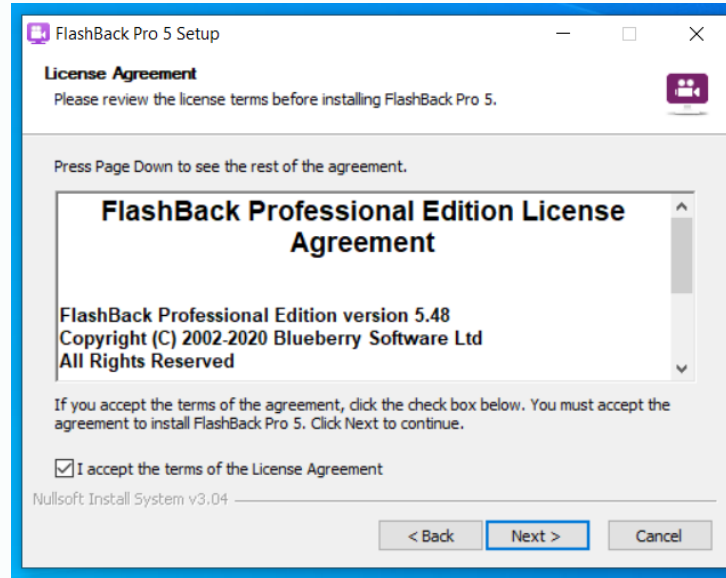 FlashBack Pro 5 Setup
License Agreement
Please review the license terms before installing FlashBack Pro 5.
Press Page Down to see the rest of the agreement.
FlashBack Professional Edition License
Agreement
FlashBack Professional Edition version 5.48
Copyright (C) 2002-2020 Blueberry Software Ltd
All Rights Reserved
If you accept the terms of the agreement, click the check box below. You must accept the
agreement to install FlashBack Pro 5. Click Next to continue.
I accept the terms of the License Agreement
Nullsoft Install System v3.04
< Back Next > Cancel